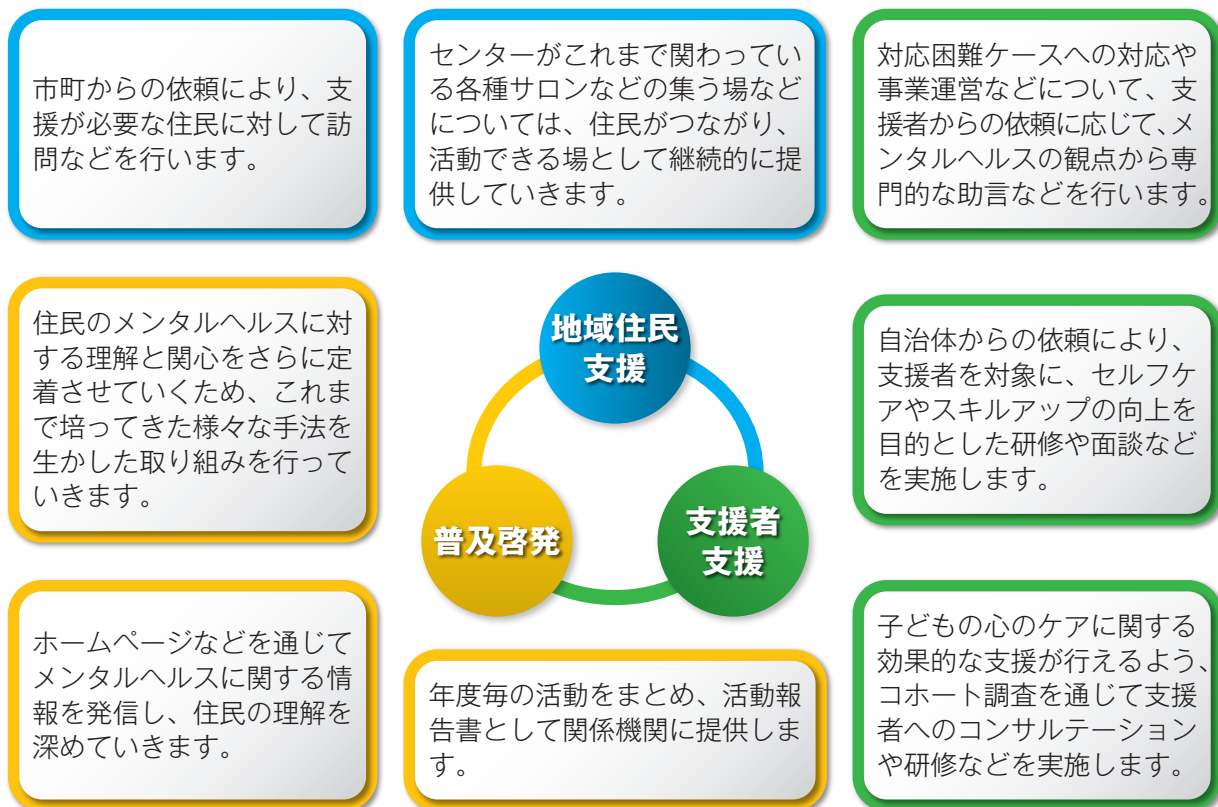 市町からの依頼により、支
援が必要な住民に対して訪
問などを行います。
センターがこれまで関わってい
る各種サロンなどの集う場など
については、住民がつながり、
活動できる場として継続的に提
供していきます。
対応困難ケースへの対応や
事業運営などについて、支
援者からの依頼に応じて、メ
ンタルヘルスの観点から専
門的な助言などを行います。
住民のメンタルヘルスに対
する理解と関心をさらに定
着させていくため、これま
で培ってきた様々な手法を
生かした取り組みを行って
いきます。
地域住民
支援
普及啓発
支援者
支援
自治体からの依頼により、
支援者を対象に、セルフケ
アやスキルアップの向上を
目的とした研修や面談など
を実施します。
ホームページなどを通じて
メンタルヘルスに関する情
報を発信し、住民の理解を
深めていきます。
年度毎の活動をまとめ、活動報
告書として関係機関に提供しま
す。
子どもの心のケアに関する
効果的な支援が行えるよう、
コホート調査を通じて支援
者へのコンサルテーション
や研修などを実施します。